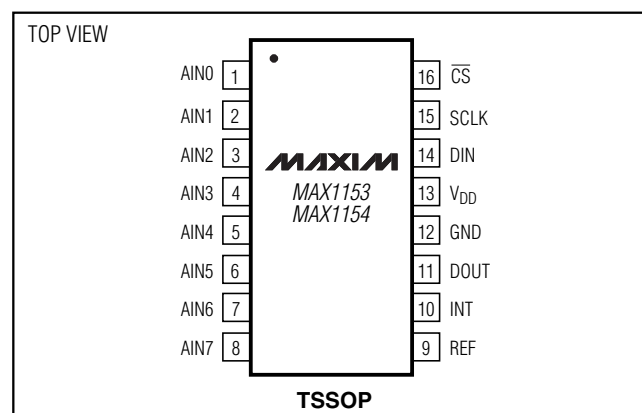 TOP VIEW
AIN0 1
AIN1 2
AIN2 3
AIN3 4
AIN4 5
AIN5 6
AIN6 7
AIN7 8
MAXIM
MAX1153
MAX1154
16 C̅S̅
15 SCLK
14 DIN
13 VDD
12 GND
11 DOUT
10 INT
9 REF
TSSOP